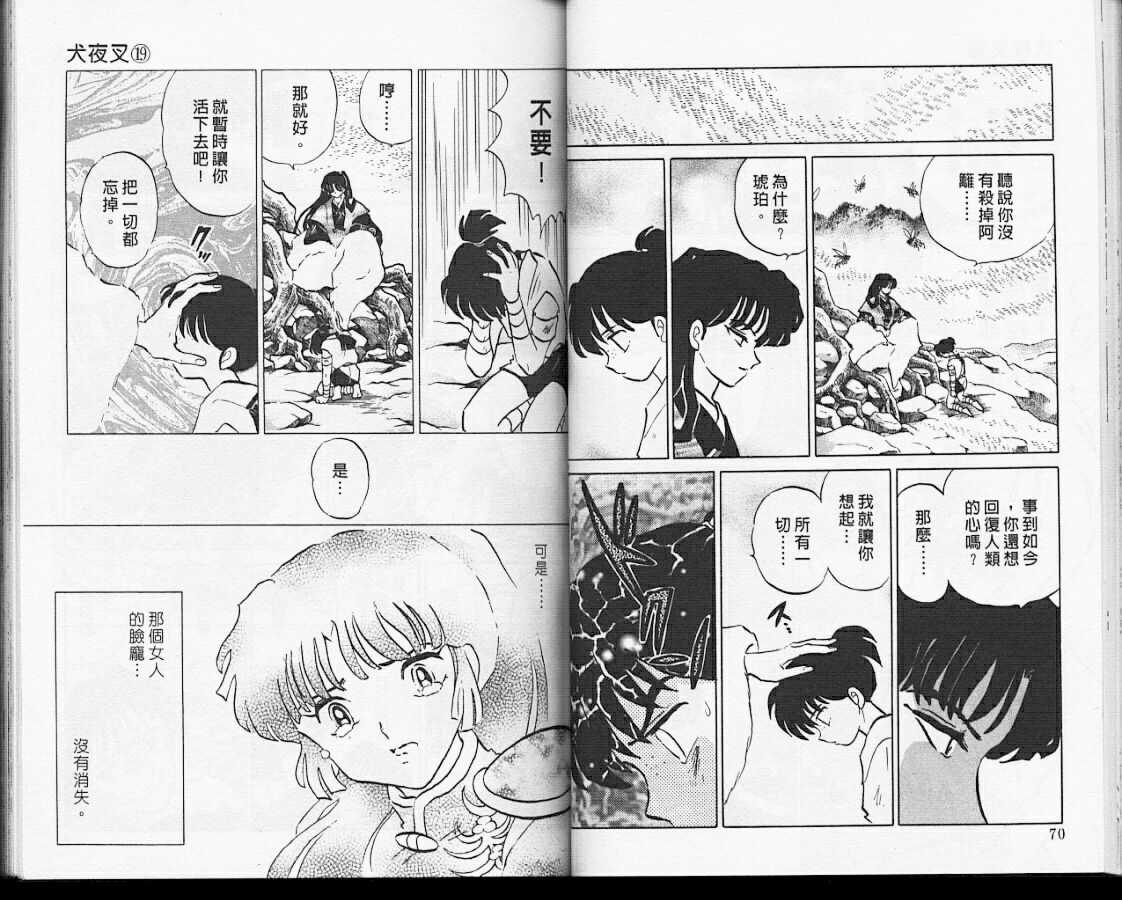 聽說你沒
有殺掉阿
籬……
為什麼?
琥珀。
事到如今
,你還想
回復人類
的心嗎?
那麼……
我就讓你
想起…
所有一
切……
70
犬夜叉⑲
不要!
哼……
那就好。
就暫時讓你
活下去吧!
把一切都
忘掉。
是…
可是……
那個女人
的臉龐…
沒有消失。